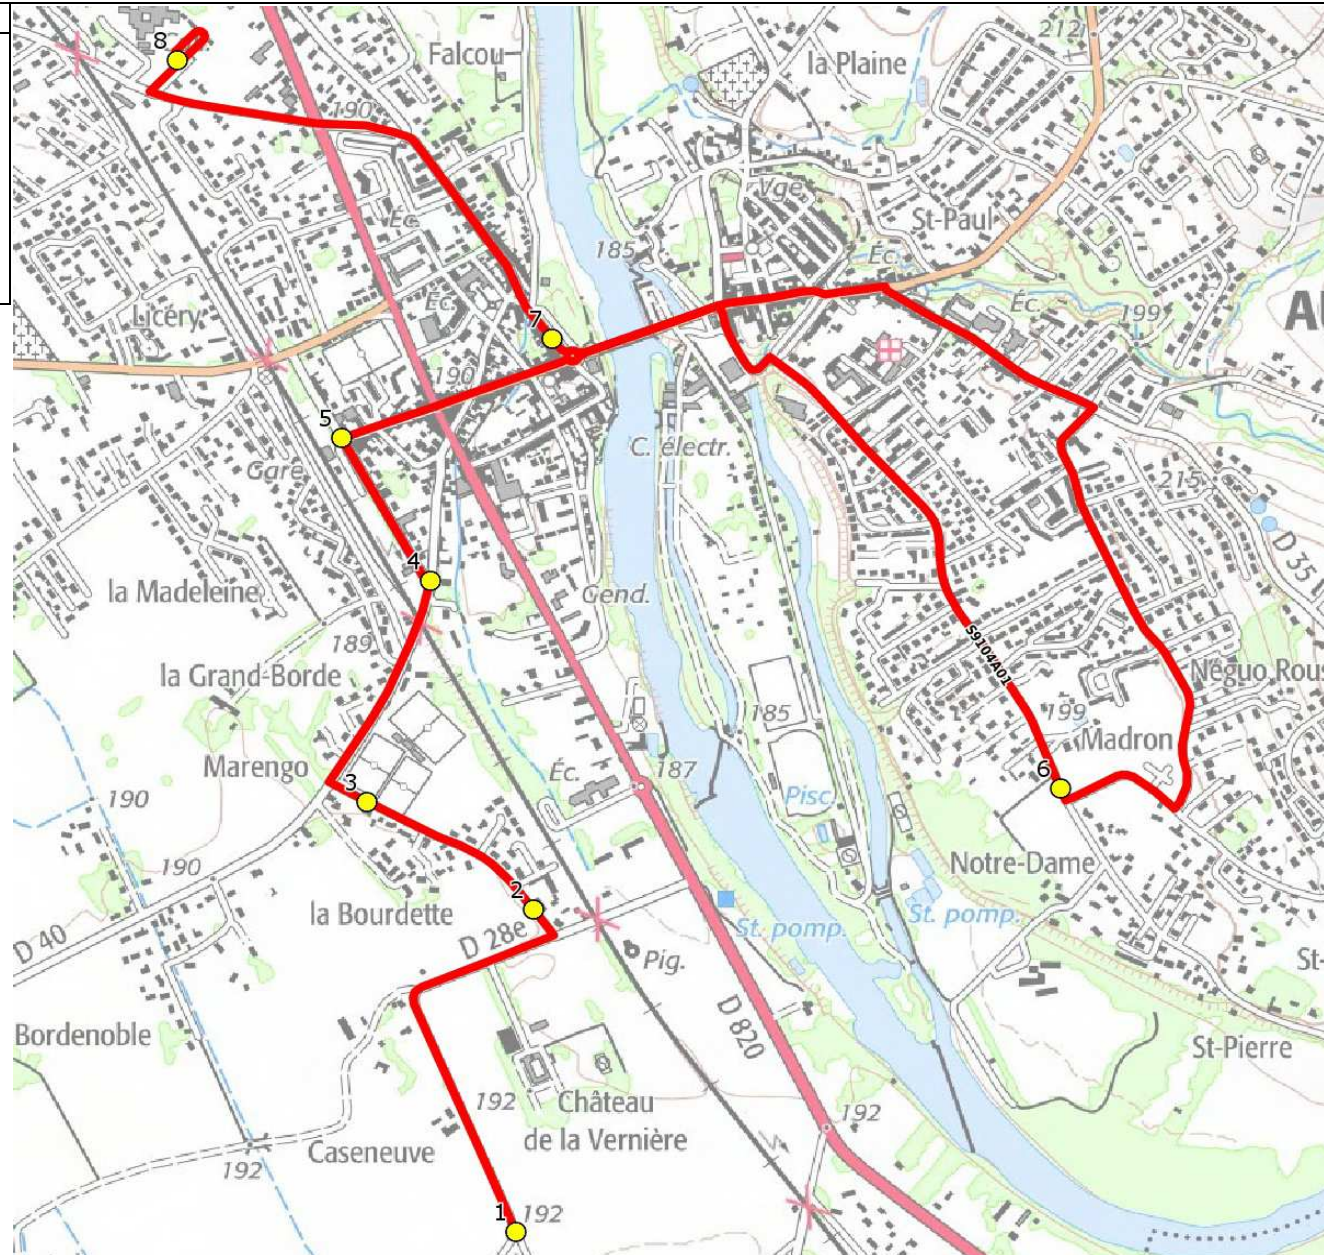 8
Falcou
212
la Plaine
190
Vge
St-Paul
Éc.
185
Éc.
Éc.
Éc.
199
Licéry
7
190
5
C. électr.
Gare
215
D 35
4
la Madeleine
Gend.
189
S9104A01
la Grand-Borde
Néguo Rous
199
185
Madron
Marengo
Éc.
187
6
3
190
Pisc.
190
Notre-Dame
2
la Bourdette
D 28e
St. pomp.
St. pomp.
D 40
Pig.
St-
D 820
Bordenoble
St-Pierre
192
Château
de la Vernière
192
Caseneuve
192
1
192